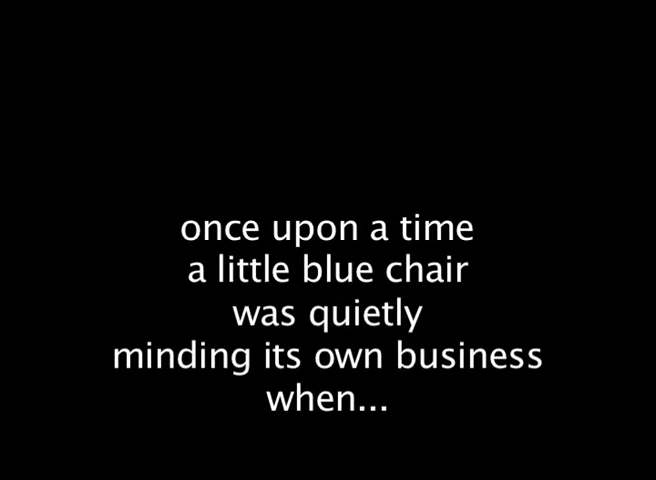 once upon a time
a little blue chair
was quietly
minding its own business
when...